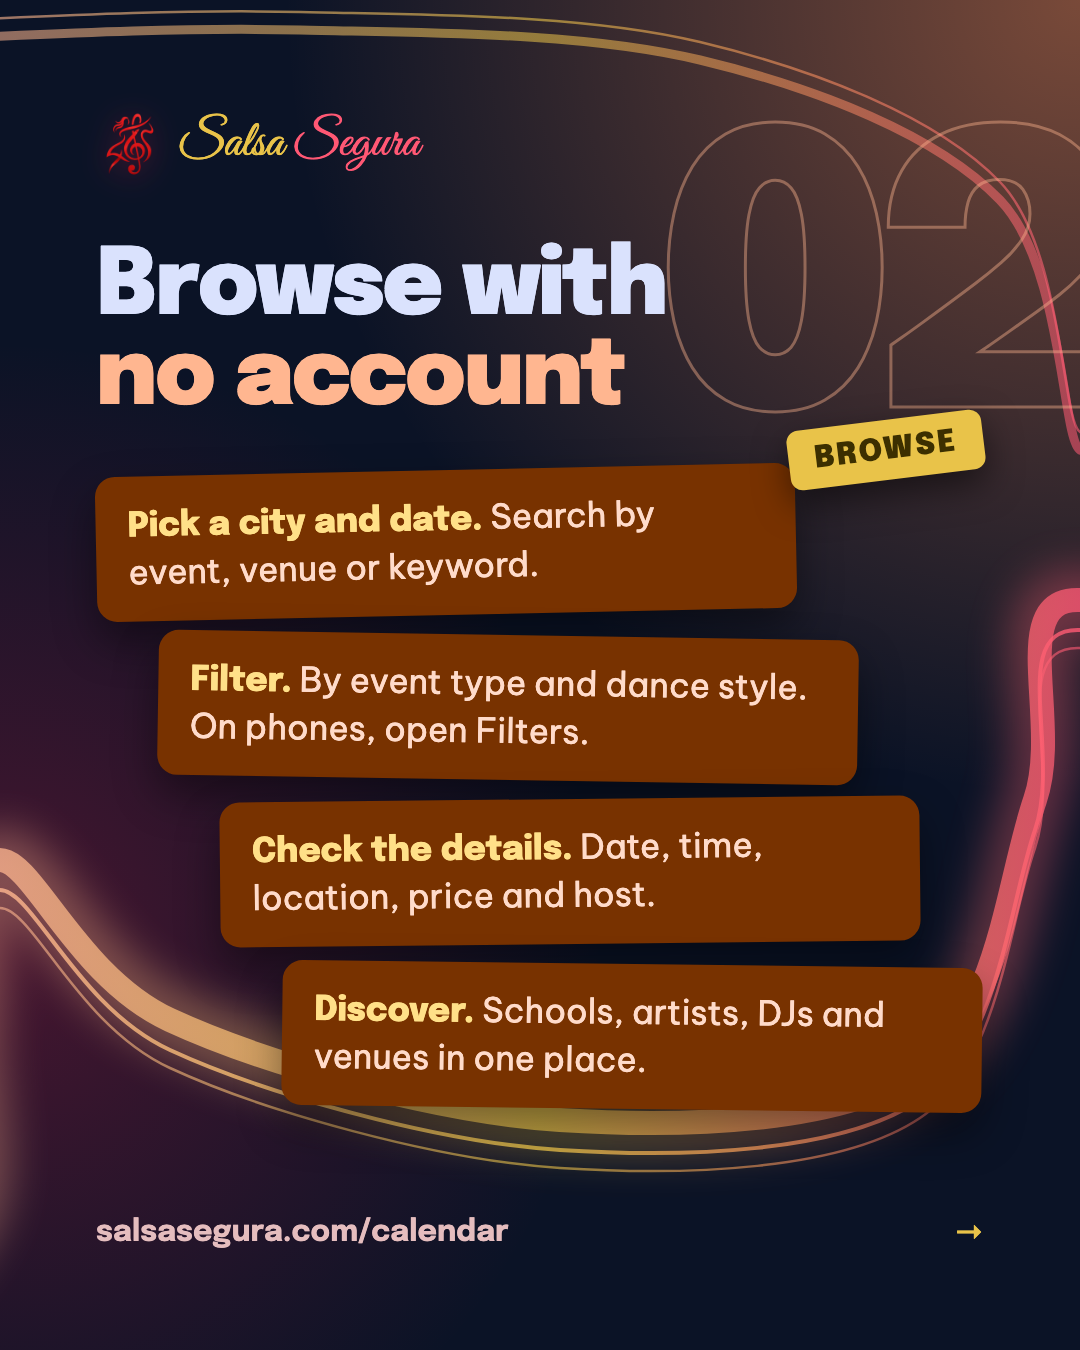 Salsa Segura
02
Browse with
no account
BROWSE
Pick a city and date. Search by
event, venue or keyword.
Filter. By event type and dance style.
On phones, open Filters.
Check the details. Date, time,
location, price and host.
Discover. Schools, artists, DJs and
venues in one place.
salsasegura.com/calendar →